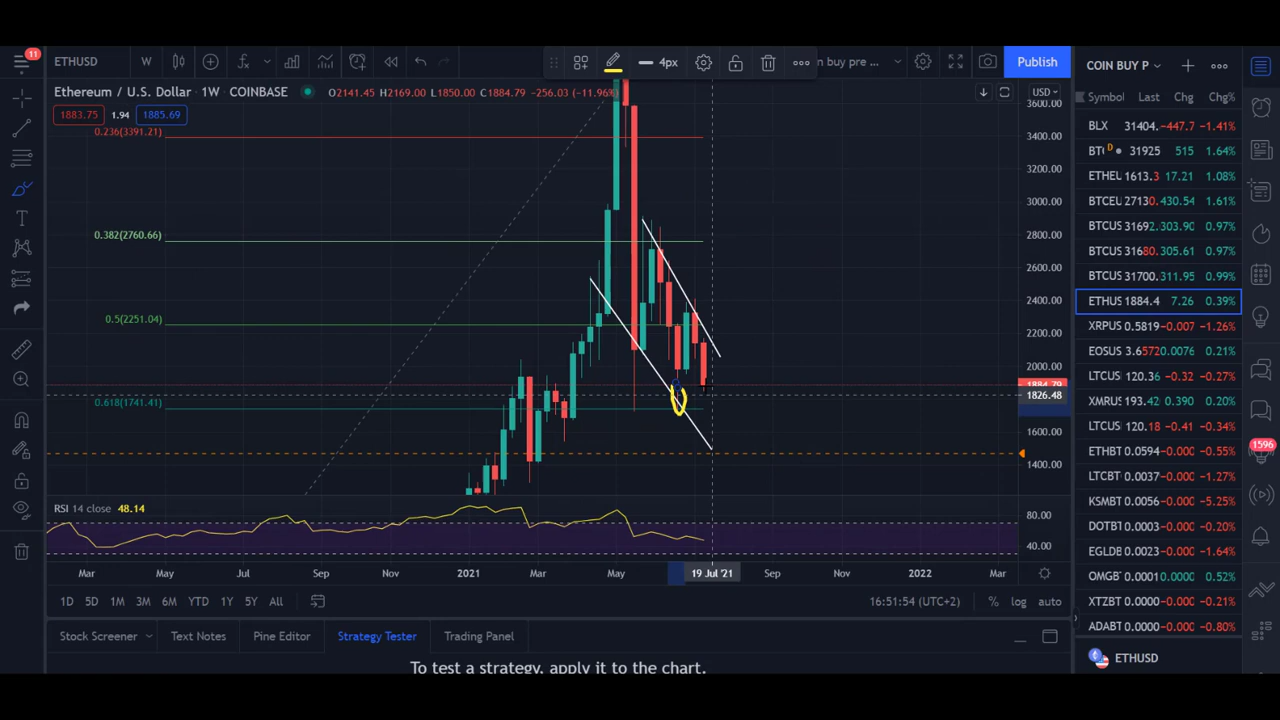 11
ETHUSD W Publish
n buy pre
4px
COIN BUY P
Ethereum / U.S. Dollar · 1W · COINBASE O2141.45 H2169.00 L1850.00 C1884.79 −256.03 (−11.96%)
USD
1883.75 1.94 1885.69
Symbol Last Chg Chg%
0.236(3391.21)
0.382(2760.66)
0.5(2251.04)
0.618(1741.41)
3600.00
3400.00
3200.00
3000.00
2800.00
2600.00
2400.00
2200.00
2000.00
1884.79
1826.48
1600.00
1400.00
BLX 31404. −447.7 −1.41%
BTC D 31925 515 1.64%
ETHEU 1613.3 17.21 1.08%
BTCEU 27130. 430.54 1.61%
BTCUS 31692. 303.90 0.97%
BTCUS 31680. 305.61 0.97%
BTCUS 31700. 311.95 0.99%
ETHUS 1884.4 7.26 0.39%
XRPUS 0.5819 −0.007 −1.26%
EOSUS 3.6572 0.0076 0.21%
LTCUS 120.36 −0.32 −0.27%
XMRUS 193.42 0.390 0.20%
LTCUS 120.18 −0.41 −0.34%
ETHBT 0.0594 −0.000 −0.55%
LTCBT 0.0037 −0.000 −1.27%
KSMBT 0.0056 −0.000 −5.25%
DOTBT 0.0003 −0.000 −0.20%
EGLDB 0.0023 −0.000 −1.64%
OMGB 0.0001 0.0000 0.52%
XTZBT 0.0000 −0.000 −0.21%
ADABT 0.0000 −0.000 −0.80%
1596
RSI 14 close 48.14
80.00
40.00
Mar May Jul Sep Nov 2021 Mar May 19 Jul '21 Sep Nov 2022 Mar
1D 5D 1M 3M 6M YTD 1Y 5Y All 16:51:54 (UTC+2) % log auto
Stock Screener Text Notes Pine Editor Strategy Tester Trading Panel
To test a strategy, apply it to the chart.
ETHUSD